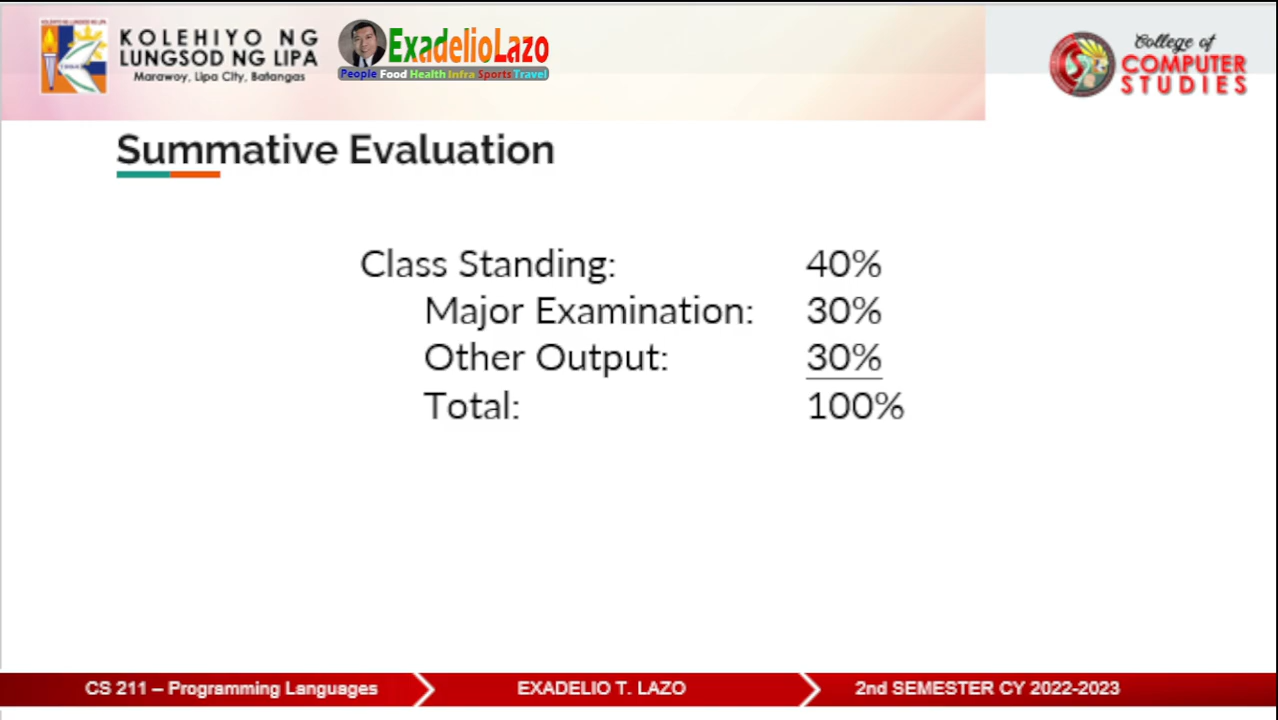 KOLEHIYO NG
LUNGSOD NG LIPA
Marawoy, Lipa City, Batangas
ExadelioLazo
People Food Health Infra Sports Travel
College of
COMPUTER
STUDIES
Summative Evaluation
Class Standing: 40%
Major Examination: 30%
Other Output: 30%
Total: 100%
CS 211 – Programming Languages
EXADELIO T. LAZO
2nd SEMESTER CY 2022-2023